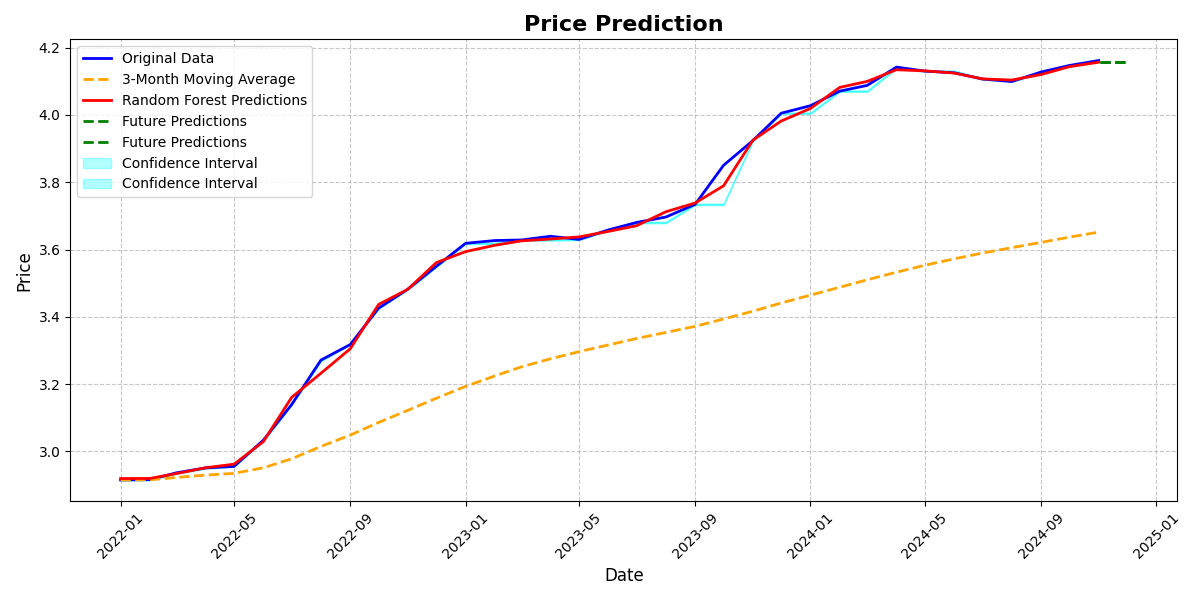 Price Prediction
Original Data
3-Month Moving Average
Random Forest Predictions
Future Predictions
Future Predictions
Confidence Interval
Confidence Interval
4.2
4.0
3.8
3.6
3.4
3.2
3.0
Price
2022-01
2022-05
2022-09
2023-01
2023-05
2023-09
2024-01
2024-05
2024-09
2025-01
Date